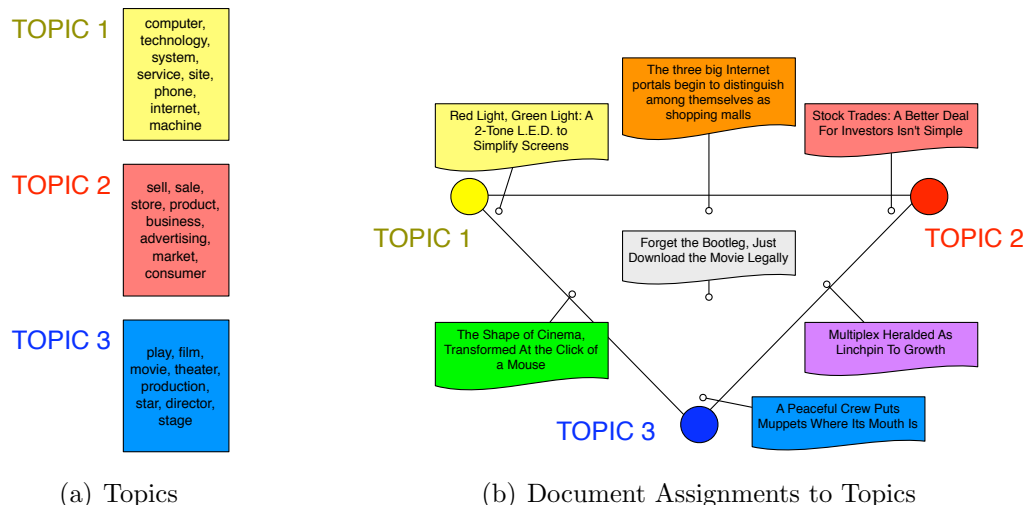 TOPIC 1
computer,
technology,
system,
service, site,
phone,
internet,
machine
TOPIC 2
sell, sale,
store, product,
business,
advertising,
market,
consumer
TOPIC 3
play, film,
movie, theater,
production,
star, director,
stage
(a) Topics
The three big Internet
portals begin to distinguish
among themselves as
shopping malls
Red Light, Green Light: A
2-Tone L.E.D. to
Simplify Screens
Stock Trades: A Better Deal
For Investors Isn't Simple
TOPIC 1
TOPIC 2
Forget the Bootleg, Just
Download the Movie Legally
The Shape of Cinema,
Transformed At the Click of
a Mouse
Multiplex Heralded As
Linchpin To Growth
TOPIC 3
A Peaceful Crew Puts
Muppets Where Its Mouth Is
(b) Document Assignments to Topics